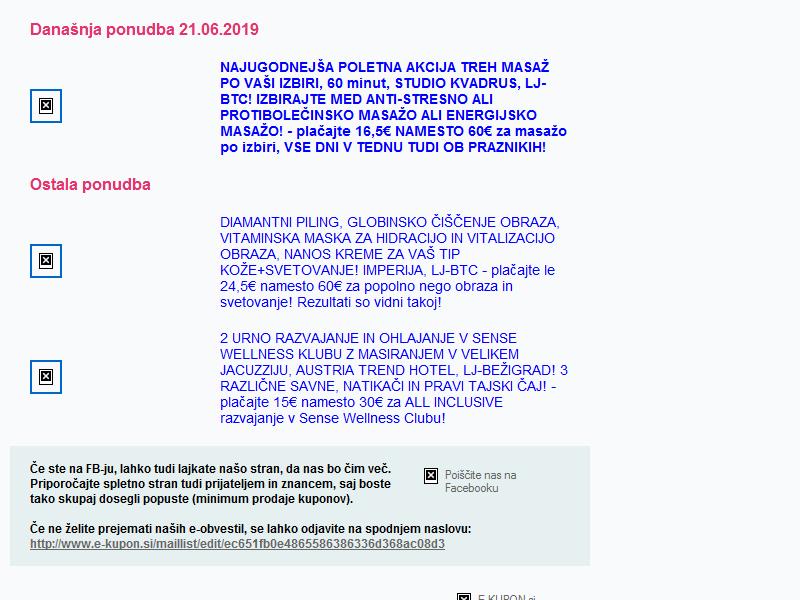 Današnja ponudba 21.06.2019
NAJUGODNEJŠA POLETNA AKCIJA TREH MASAŽ
PO VAŠI IZBIRI, 60 minut, STUDIO KVADRUS, LJ-
BTC! IZBIRAJTE MED ANTI-STRESNO ALI
PROTIBOLEČINSKO MASAŽO ALI ENERGIJSKO
MASAŽO! - plačajte 16,5€ NAMESTO 60€ za masažo
po izbiri, VSE DNI V TEDNU TUDI OB PRAZNIKIH!
Ostala ponudba
DIAMANTNI PILING, GLOBINSKO ČIŠČENJE OBRAZA,
VITAMINSKA MASKA ZA HIDRACIJO IN VITALIZACIJO
OBRAZA, NANOS KREME ZA VAŠ TIP
KOŽE+SVETOVANJE! IMPERIJA, LJ-BTC - plačajte le
24,5€ namesto 60€ za popolno nego obraza in
svetovanje! Rezultati so vidni takoj!
2 URNO RAZVAJANJE IN OHLAJANJE V SENSE
WELLNESS KLUBU Z MASIRANJEM V VELIKEM
JACUZZIJU, AUSTRIA TREND HOTEL, LJ-BEŽIGRAD! 3
RAZLIČNE SAVNE, NATIKAČI IN PRAVI TAJSKI ČAJ! -
plačajte 15€ namesto 30€ za ALL INCLUSIVE
razvajanje v Sense Wellness Clubu!
Če ste na FB-ju, lahko tudi lajkate našo stran, da nas bo čim več.
Priporočajte spletno stran tudi prijateljem in znancem, saj boste
tako skupaj dosegli popuste (minimum prodaje kuponov).
Poiščite nas na
Facebooku
Če ne želite prejemati naših e-obvestil, se lahko odjavite na spodnjem naslovu:
http://www.e-kupon.si/maillist/edit/ec651fb0e4865586386336d368ac08d3
E-KUPON.si